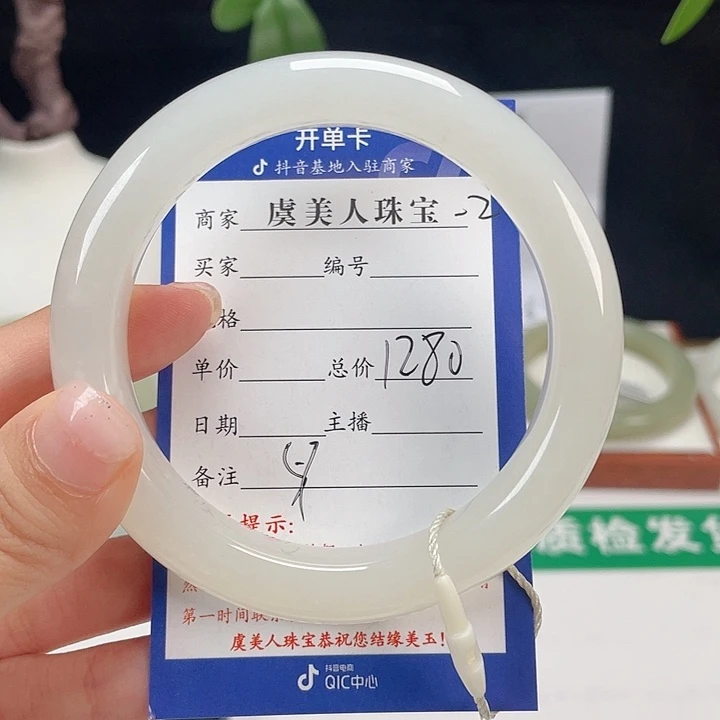 开单卡
抖音基地入驻商家
商家 虞美人珠宝 -2
买家 编号
格
单价 总价 1280
日期 主播
备注
提示:
第一时间联
虞美人珠宝恭祝您结缘美玉!
抖音电商
QIC中心
质检发货